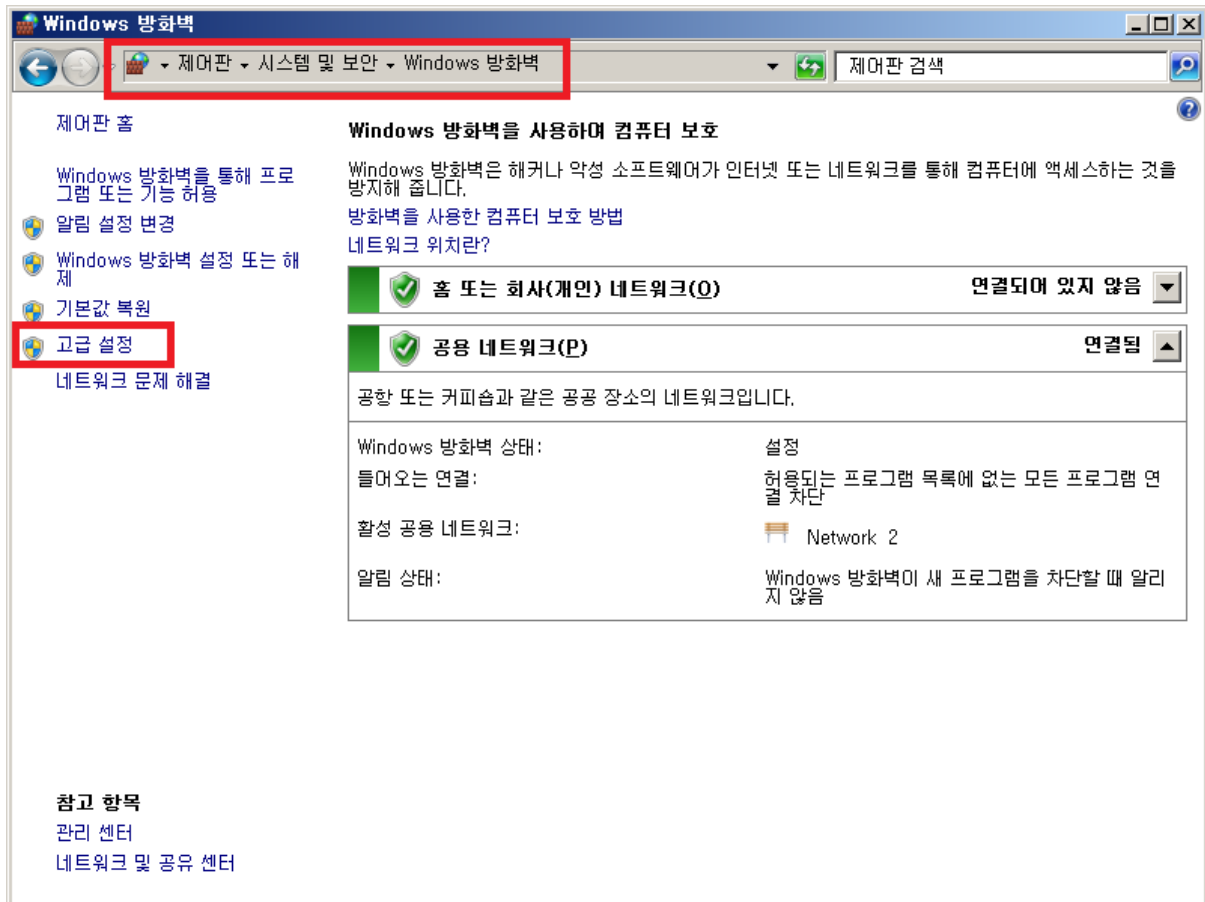 Windows 방화벽
제어판 시스템 및 보안 Windows 방화벽
제어판 검색
제어판 홈
Windows 방화벽을 통해 프로
그램 또는 기능 허용
알림 설정 변경
Windows 방화벽 설정 또는 해
제
기본값 복원
고급 설정
네트워크 문제 해결
Windows 방화벽을 사용하여 컴퓨터 보호
Windows 방화벽은 해커나 악성 소프트웨어가 인터넷 또는 네트워크를 통해 컴퓨터에 액세스하는 것을
방지해 줍니다.
방화벽을 사용한 컴퓨터 보호 방법
네트워크 위치란?
홈 또는 회사(개인) 네트워크(O) 연결되어 있지 않음
공용 네트워크(P) 연결됨
공항 또는 커피숍과 같은 공공 장소의 네트워크입니다.
Windows 방화벽 상태: 설정
들어오는 연결: 허용되는 프로그램 목록에 없는 모든 프로그램 연
결 차단
활성 공용 네트워크: Network 2
알림 상태: Windows 방화벽이 새 프로그램을 차단할 때 알리
지 않음
참고 항목
관리 센터
네트워크 및 공유 센터